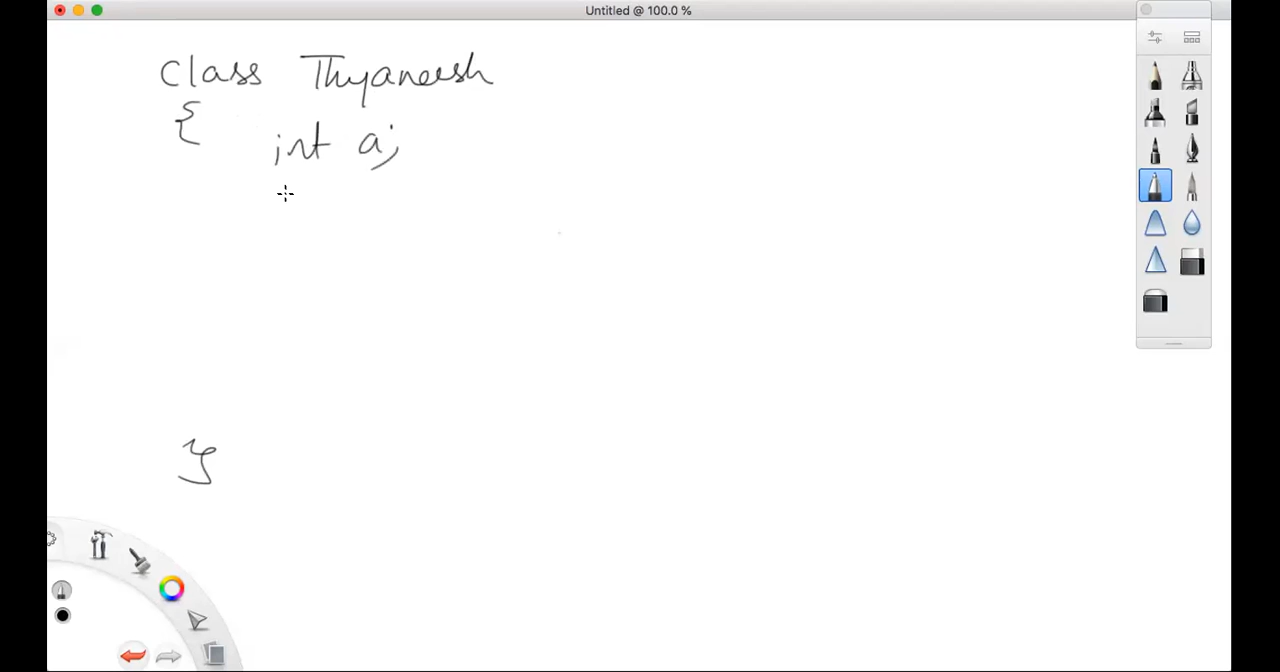 Untitled @ 100.0 %
class Thyaneesh
{ int a;
}